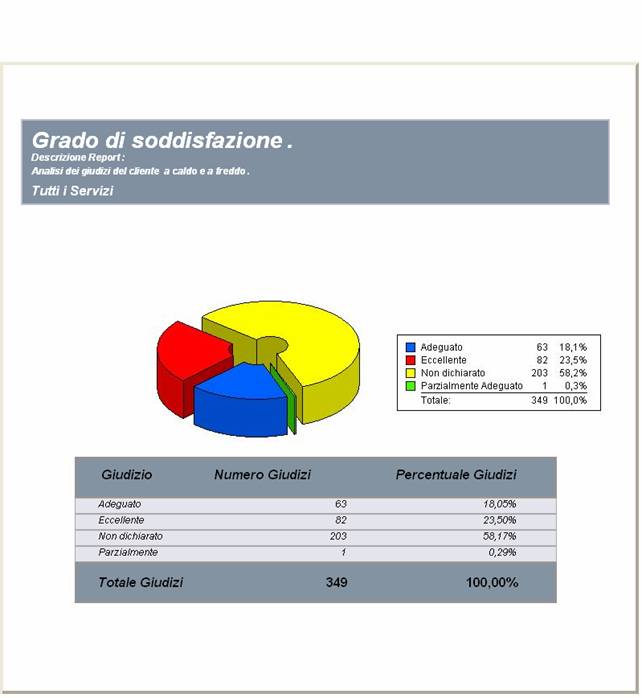 Grado di soddisfazione .
Descrizione Report :
Analisi dei giudizi del cliente a caldo e a freddo .
Tutti i Servizi
Adeguato 63 18,1%
Eccellente 82 23,5%
Non dichiarato 203 58,2%
Parzialmente Adeguato 1 0,3%
Totale: 349 100,0%
Giudizio Numero Giudizi Percentuale Giudizi
Adeguato 63 18,05%
Eccellente 82 23,50%
Non dichiarato 203 58,17%
Parzialmente 1 0,29%
Totale Giudizi 349 100,00%